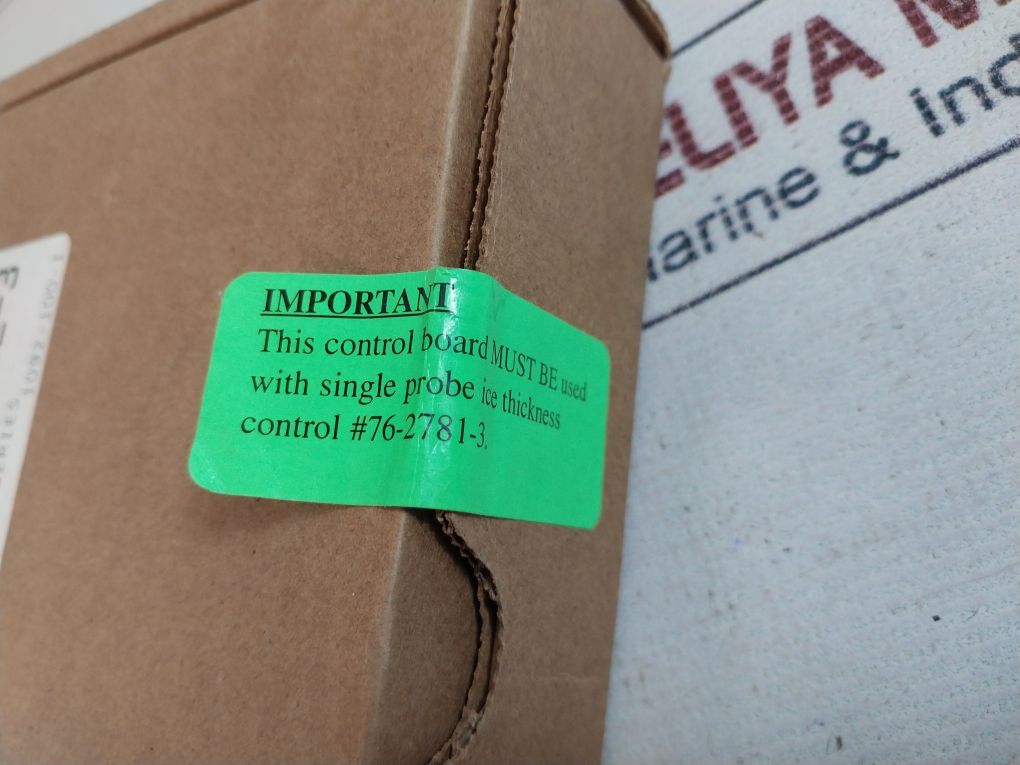 IMPORTANT
This control board MUST BE used
with single probe ice thickness
control #76-2781-3.
ELIYA M
arine & ind